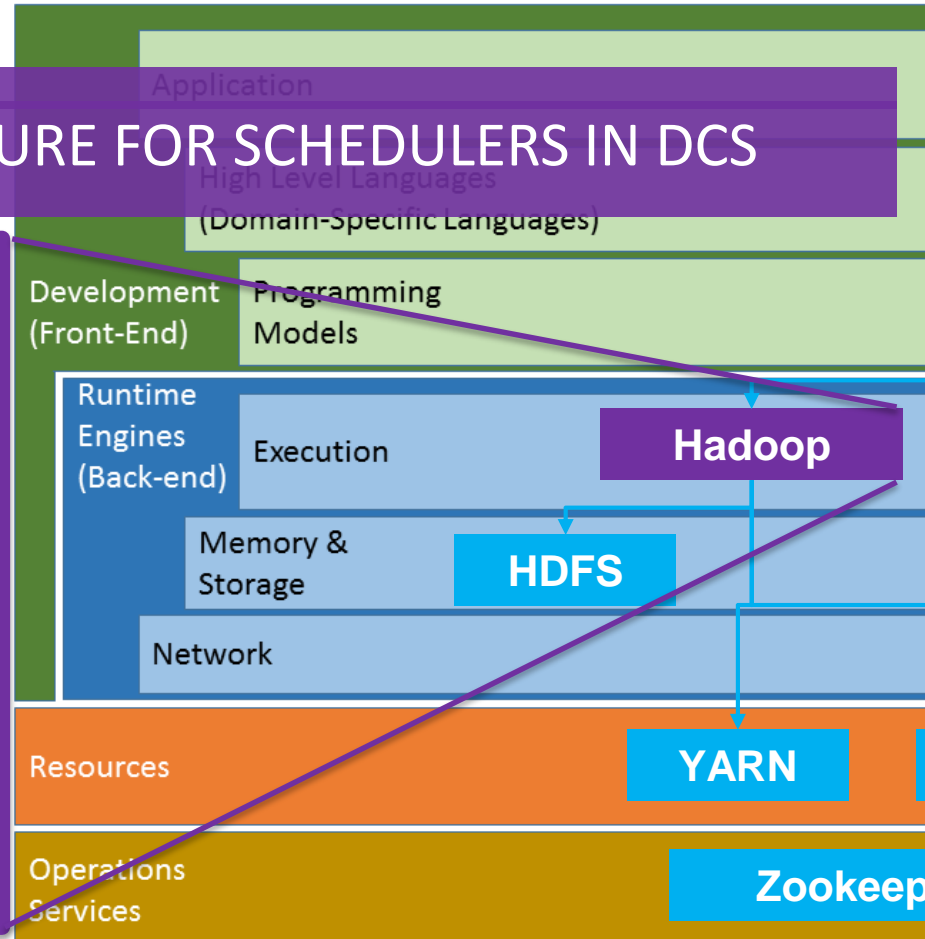 Application
URE FOR SCHEDULERS IN DCS
High Level Languages
(Domain-Specific Languages)
Development
(Front-End)
Programming
Models
Runtime
Engines
(Back-end)
Execution
Hadoop
Memory &
Storage
HDFS
Network
Resources
YARN
Operations
Services
Zookeep